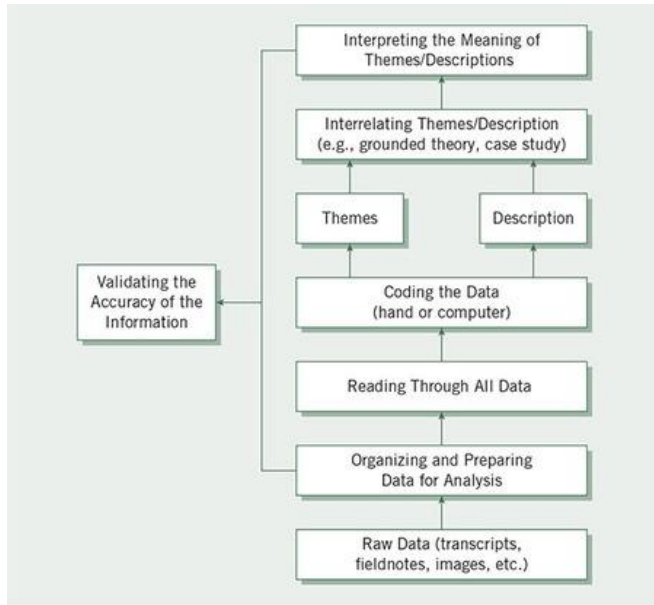 Interpreting the Meaning of
Themes/Descriptions
Interrelating Themes/Description
(e.g., grounded theory, case study)
Themes
Description
Validating the
Accuracy of the
Information
Coding the Data
(hand or computer)
Reading Through All Data
Organizing and Preparing
Data for Analysis
Raw Data (transcripts,
fieldnotes, images, etc.)